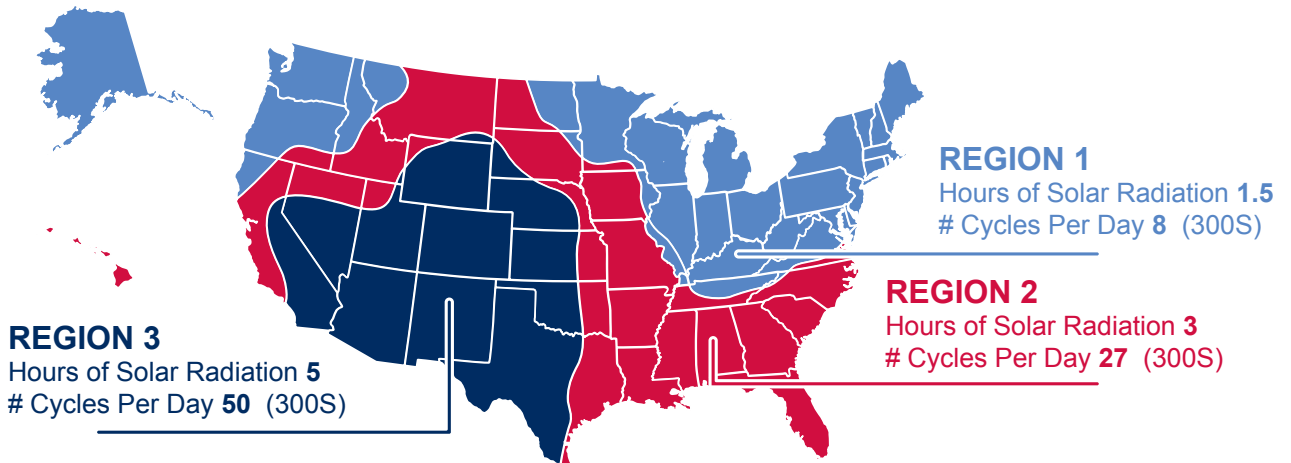 REGION 1
Hours of Solar Radiation 1.5
# Cycles Per Day 8 (300S)
REGION 2
Hours of Solar Radiation 3
# Cycles Per Day 27 (300S)
REGION 3
Hours of Solar Radiation 5
# Cycles Per Day 50 (300S)